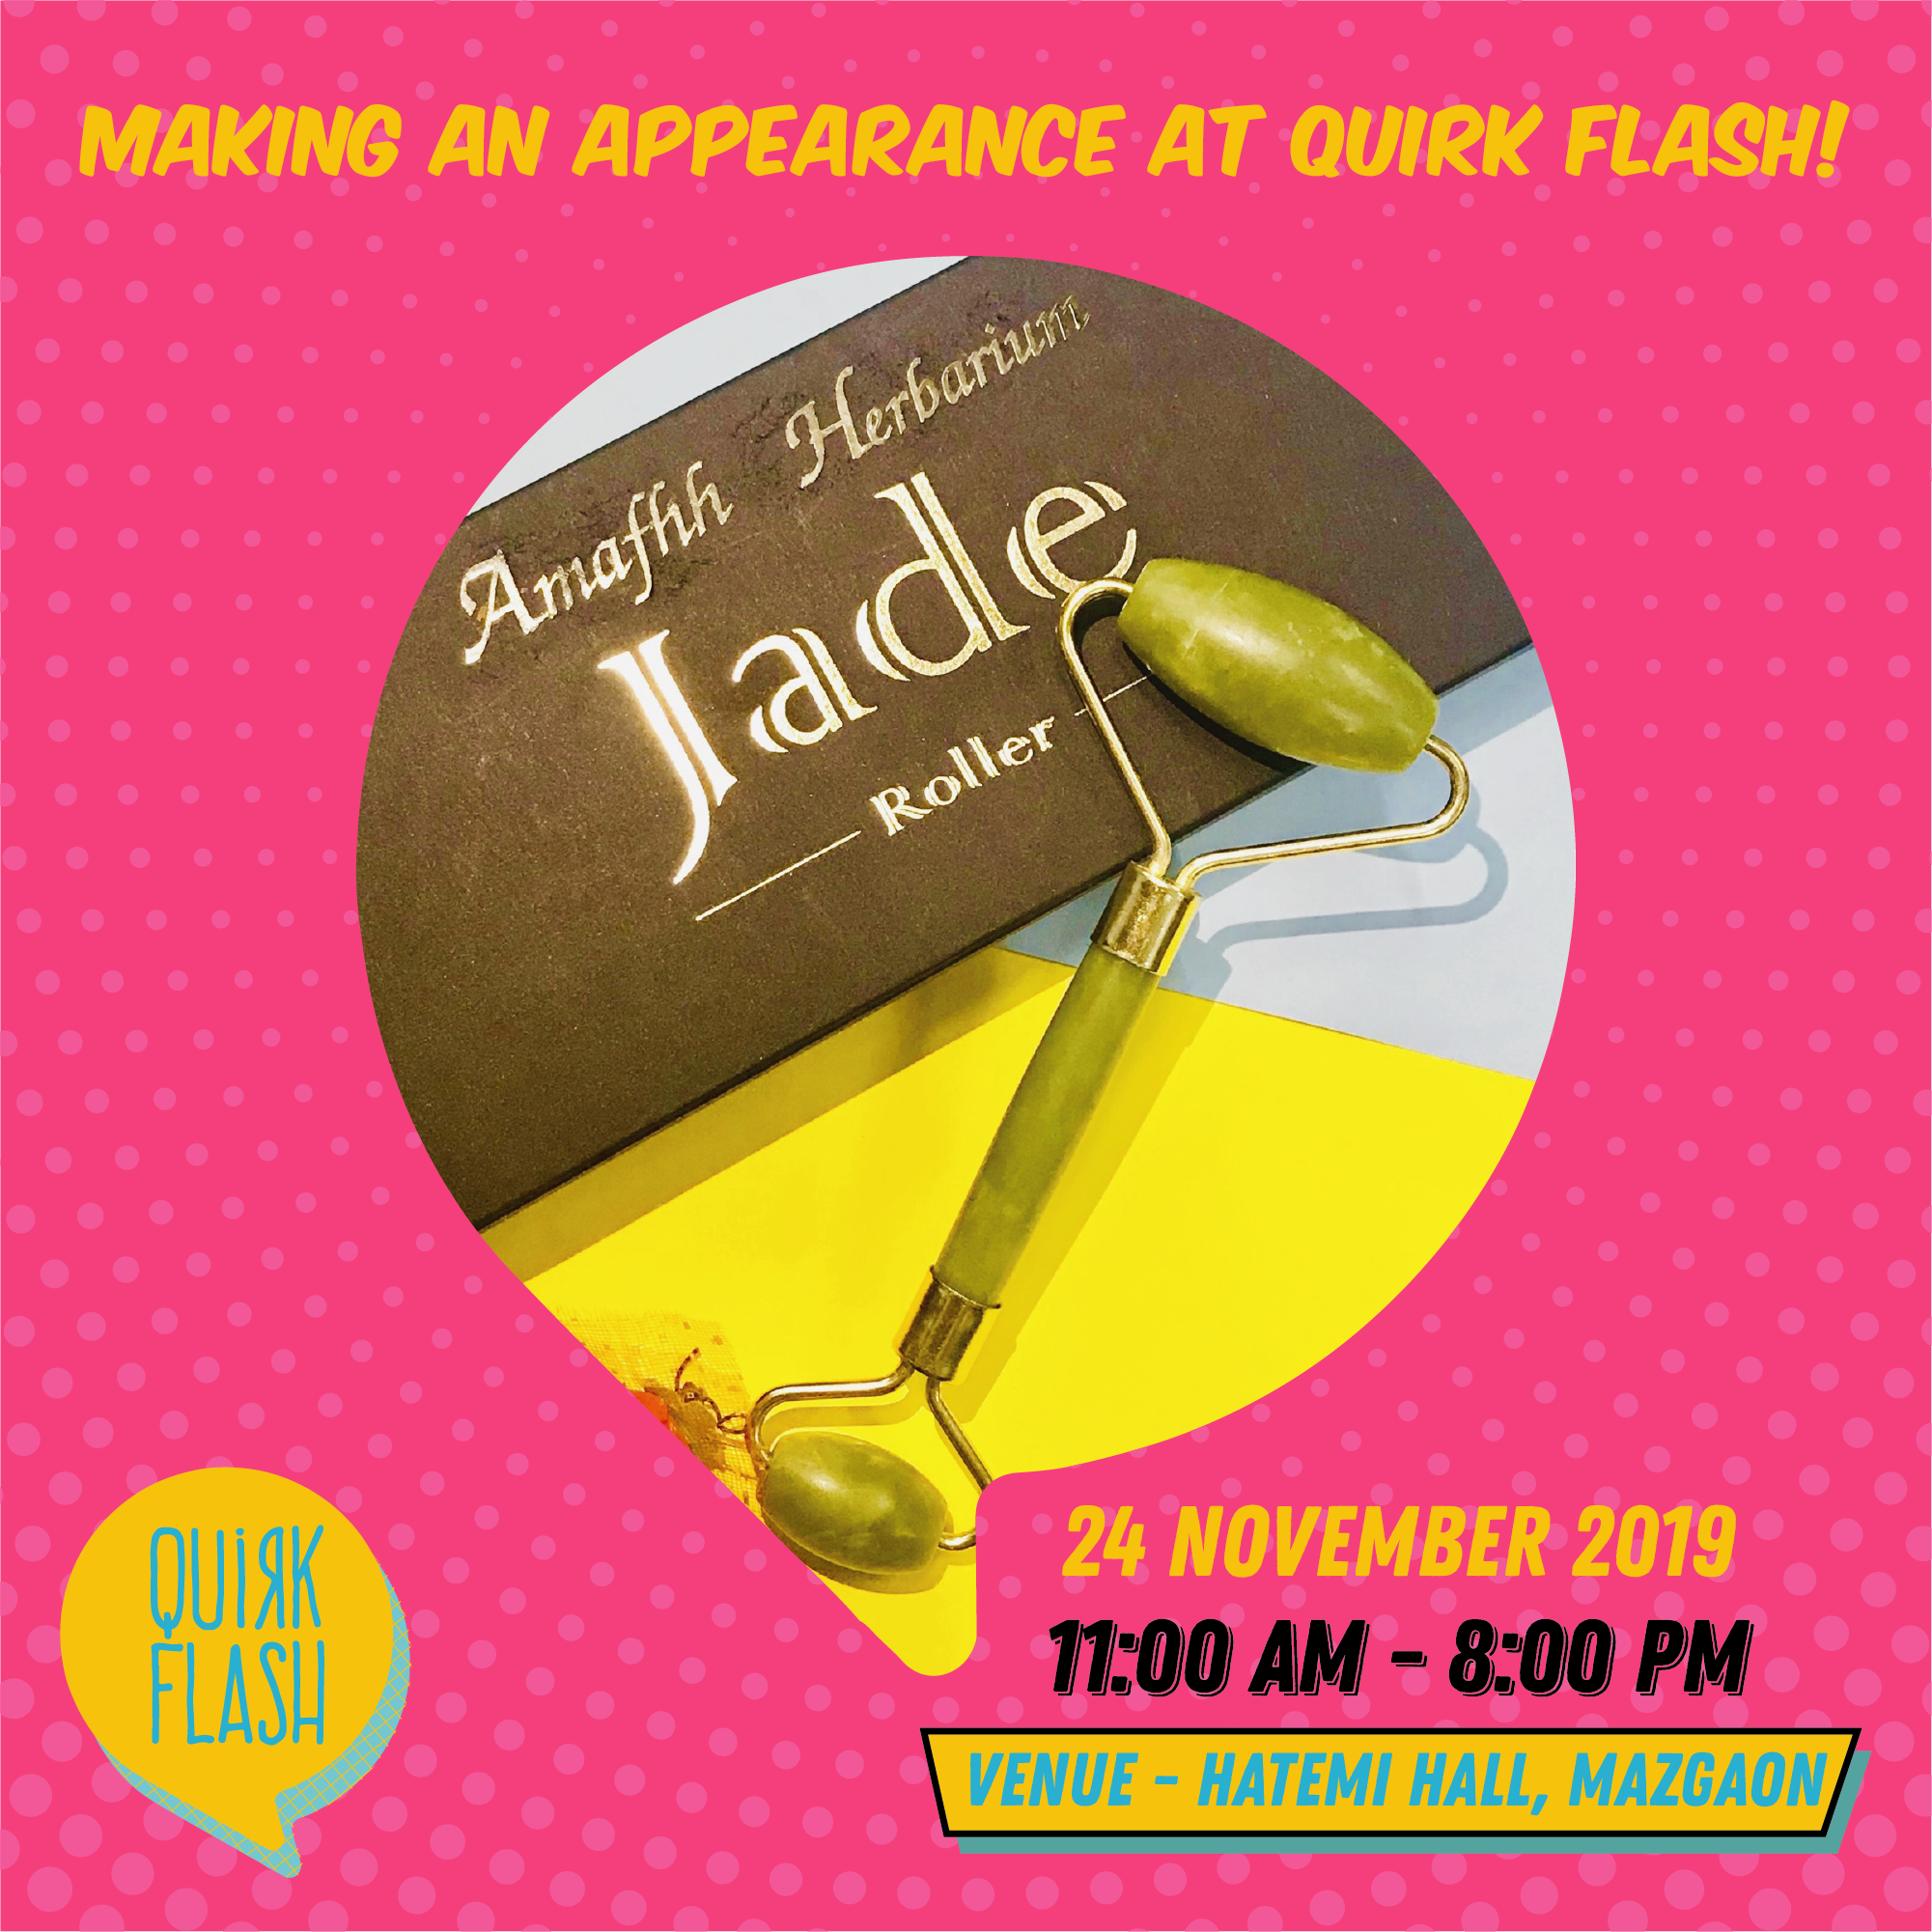 MAKING AN APPEARANCE AT QUIRK FLASH!
Amaffhh Herbarium
Jade
Roller
QUiRK
FLASH
24 NOVEMBER 2019
11:00 AM - 8:00 PM
VENUE - HATEMI HALL, MAZGAON